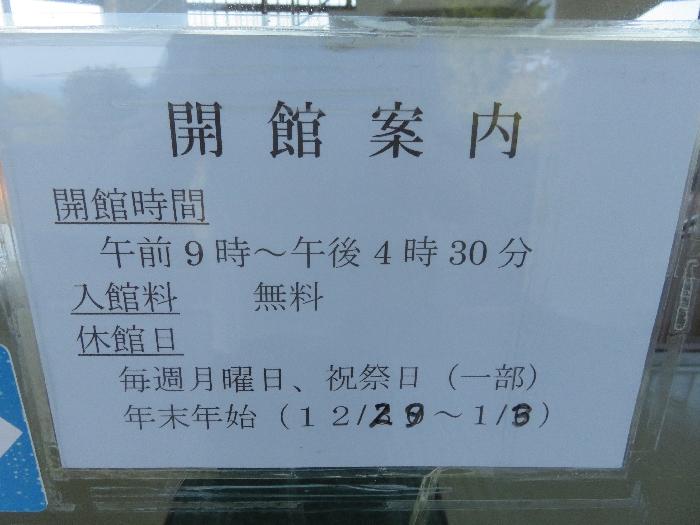 開館案内
開館時間
午前9時～午後4時30分
入館料　無料
休館日
毎週月曜日、祝祭日（一部）
年末年始（12/29～1/3）